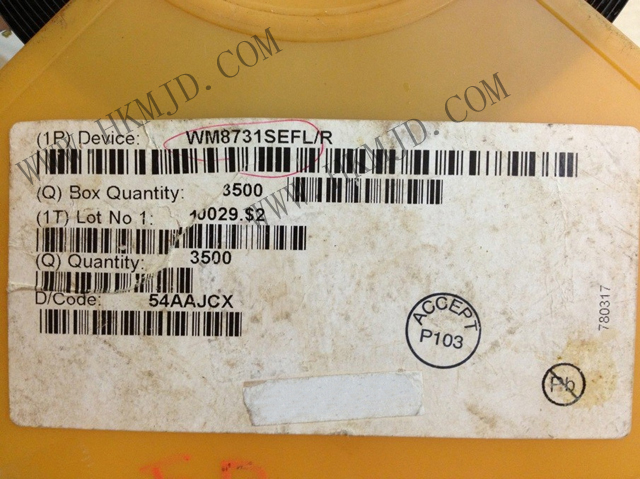 (1P) Device: WM8731SEFL/R
(Q) Box Quantity: 3500
(1T) Lot No 1: 40029.$2
(Q) Quantity: 3500
D/Code: 54AAJCX
ACCEPT
P103
780317
Pb
WWW.HKMJD.COM
WWW.HKMJD.COM